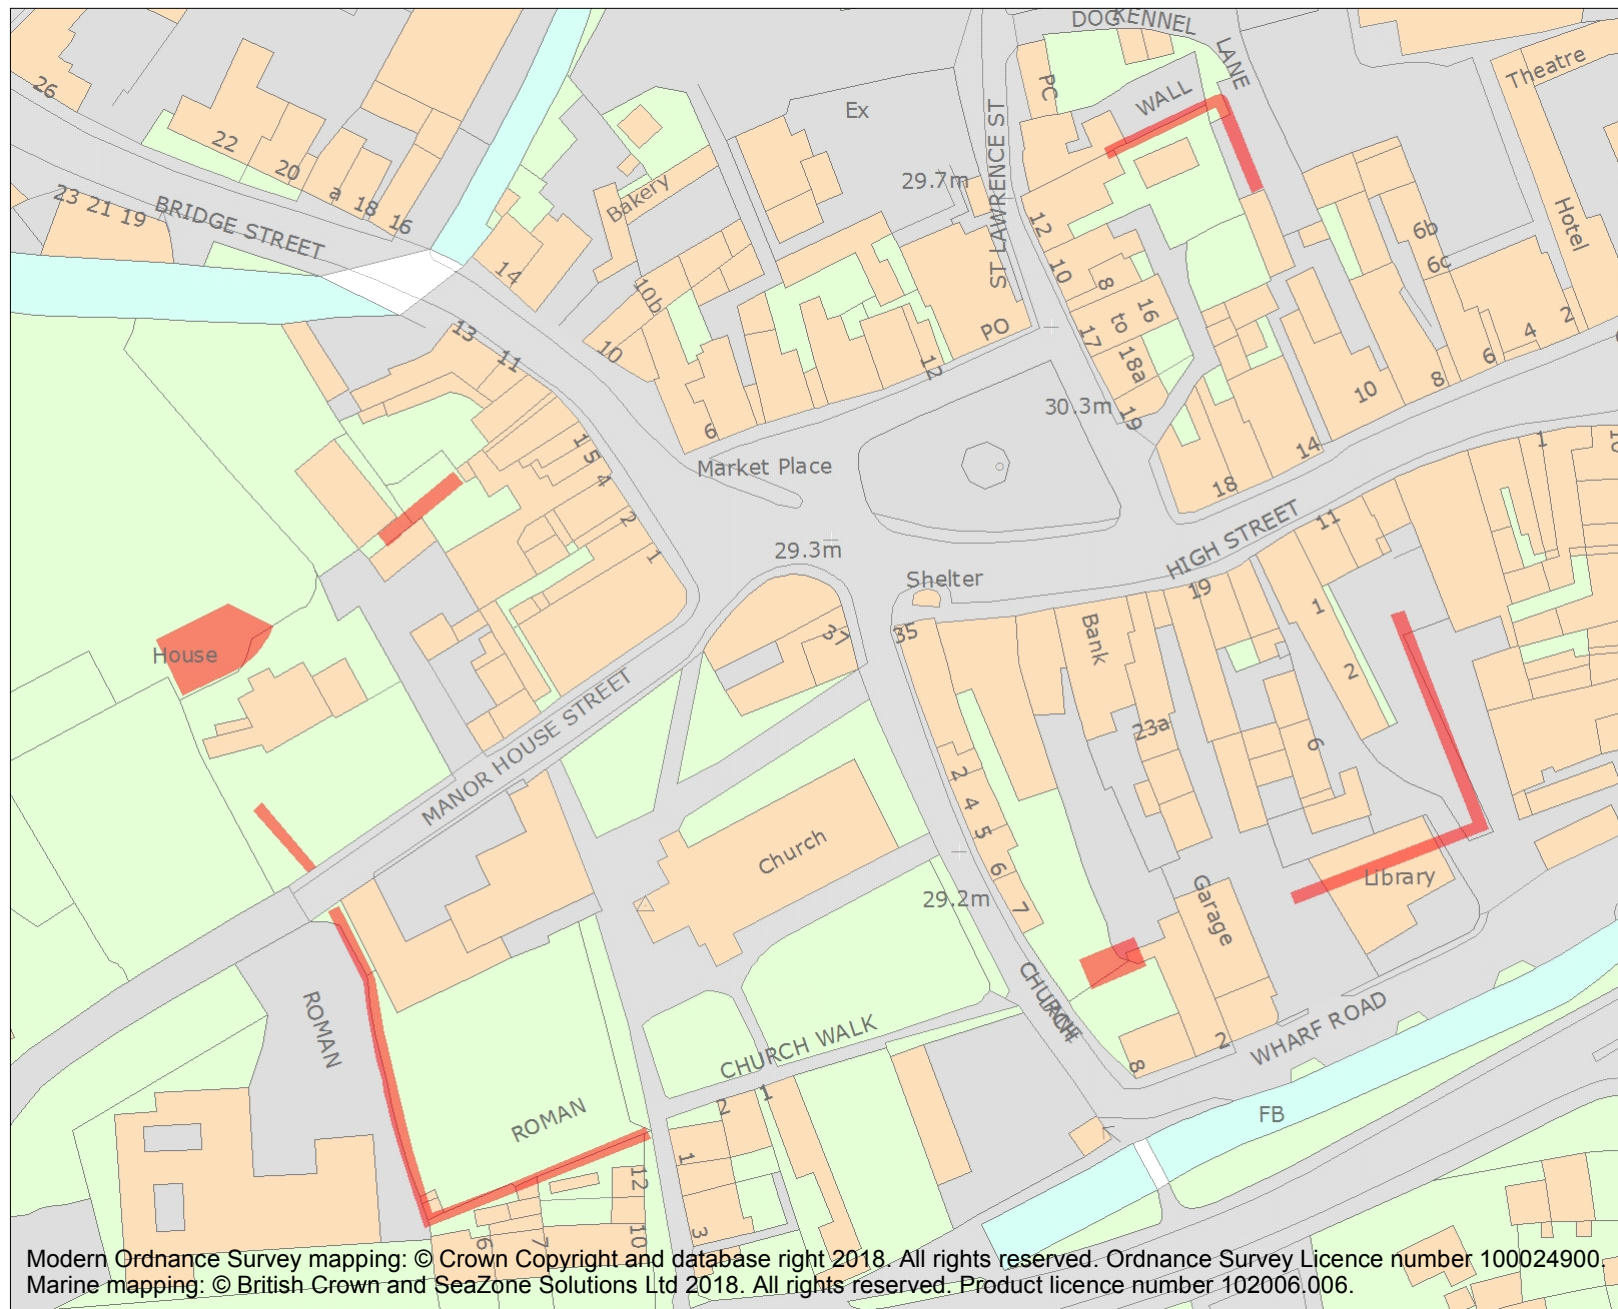 DOG KENNEL
LANE
WALL
PC
Theatre
26
22
20
a
18
16
23 21 19
BRIDGE STREET
Ex
29.7m
ST LAWRENCE ST
Bakery
14
10b
10
13
11
12
10
8
to
16
17
18a
19
PO
12
6
6b
6c
Hotel
2
4
6
8
10
14
18
30.3m
Market Place
15
4
2
1
29.3m
Shelter
HIGH STREET
11
1
19
1
2
Bank
37
35
House
MANOR HOUSE STREET
23a
6
2
4
5
6
7
Church
Library
Garage
29.2m
CHURCH
LANE
ROMAN
ROMAN
CHURCH WALK
WHARF ROAD
2
8
FB
2
1
1
3
12
10
6
7
Modern Ordnance Survey mapping: © Crown Copyright and database right 2018. All rights reserved. Ordnance Survey Licence number 100024900.
Marine mapping: © British Crown and SeaZone Solutions Ltd 2018. All rights reserved. Product licence number 102006.006.